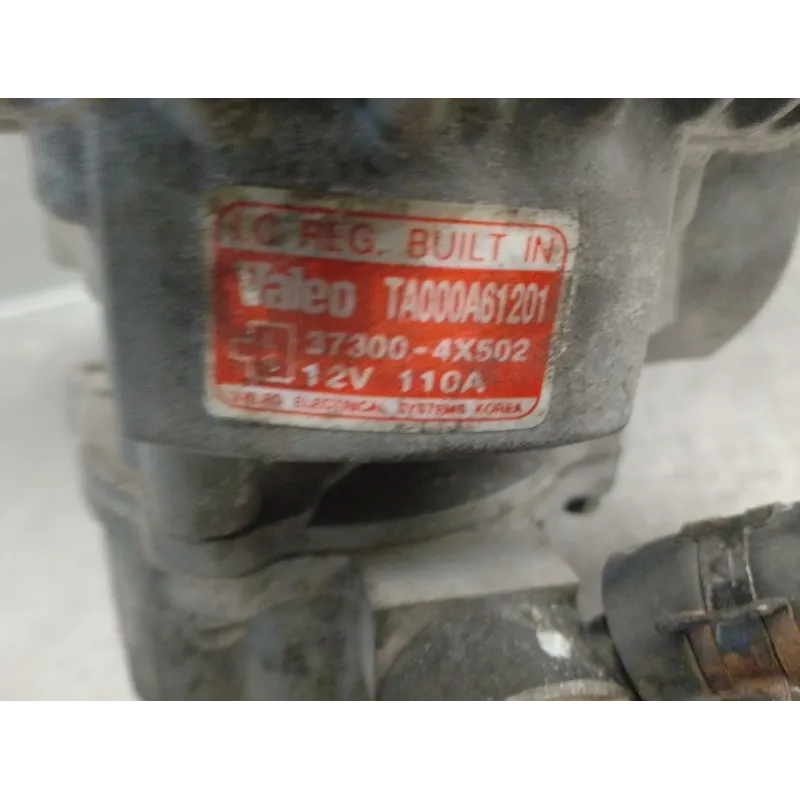 I.C REG. BUILT IN
Valeo TA000A61201
37300-4X502
12V 110A
ELECTRICAL SYSTEMS KOREA